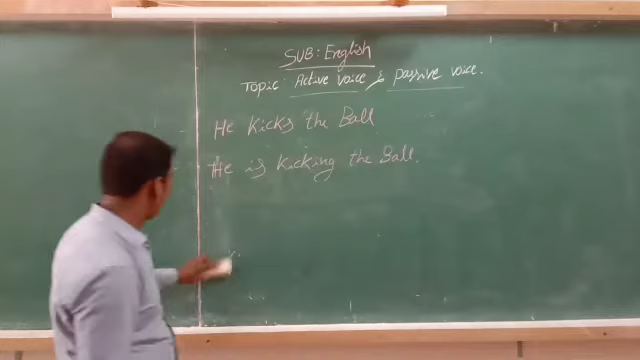 SUB: English
Topic: Active voice & passive voice.
He kicks the Ball
He is kicking the Ball.